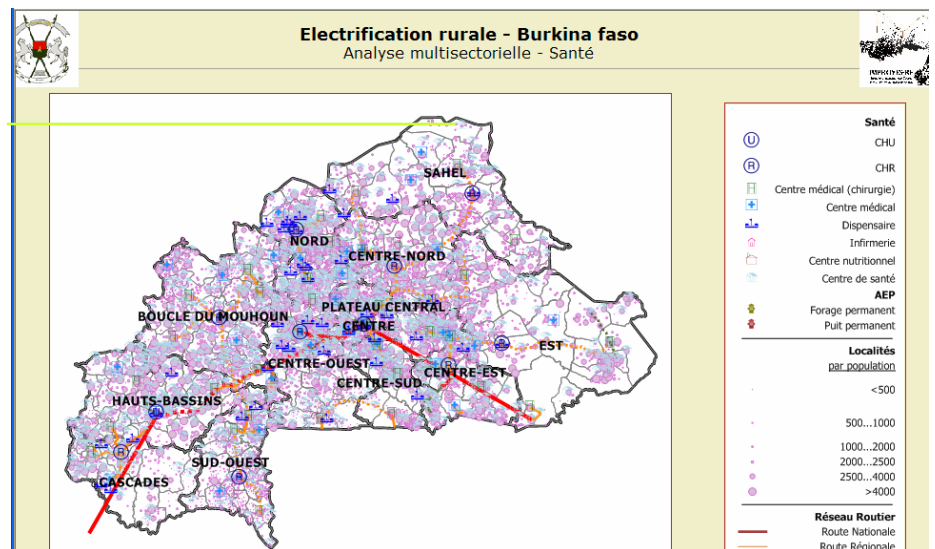 Electrification rurale - Burkina faso
Analyse multisectorielle - Santé
SAHEL
NORD
CENTRE-NORD
PLATEAU CENTRAL
BOUCLE DU MOUHOUN
CENTRE
EST
CENTRE-OUEST
CENTRE-EST
CENTRE-SUD
HAUTS-BASSINS
SUD-OUEST
CASCADES
R
R
R
R
R
Santé
U CHU
R CHR
Centre médical (chirurgie)
Centre médical
Dispensaire
Infirmerie
Centre nutritionnel
Centre de santé
AEP
Forage permanent
Puit permanent
Localités
par population
<500
500...1000
1000...2000
2000...2500
2500...4000
>4000
Réseau Routier
Route Nationale
Route Régionale